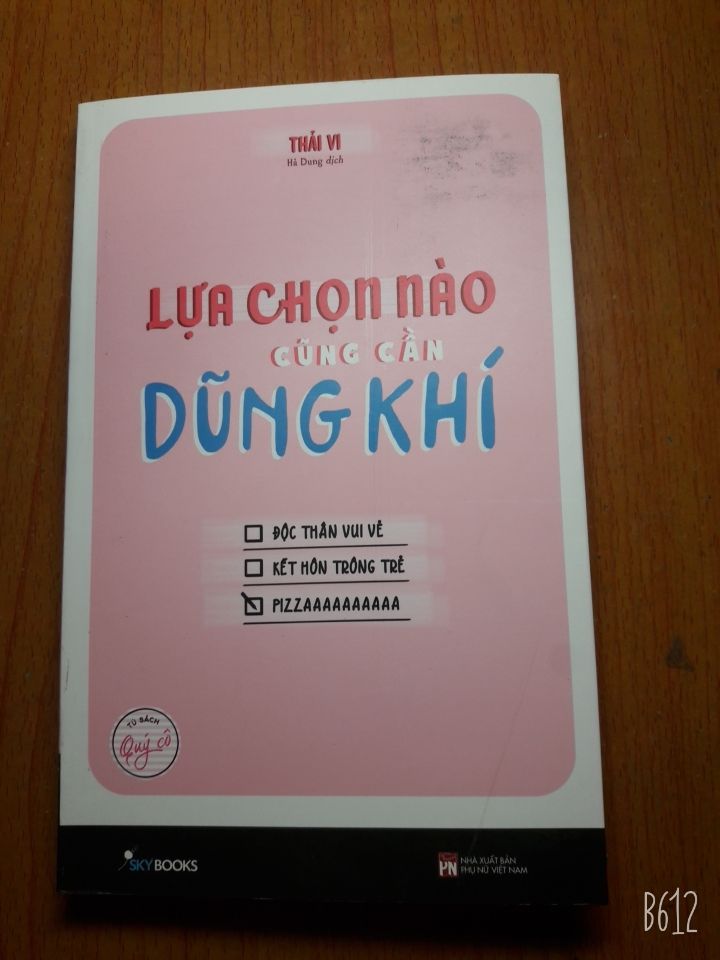 THẢI VI
Hà Dung dịch
LỰA CHỌN NÀO
CŨNG CẦN
DŨNG KHÍ
ĐỘC THÂN VUI VẺ
KẾT HÔN TRÔNG TRẺ
PIZZAAAAAAAAAA
TỦ SÁCH
Quý cô
SKYBOOKS
PN
NHÀ XUẤT BẢN
PHỤ NỮ VIỆT NAM
B612